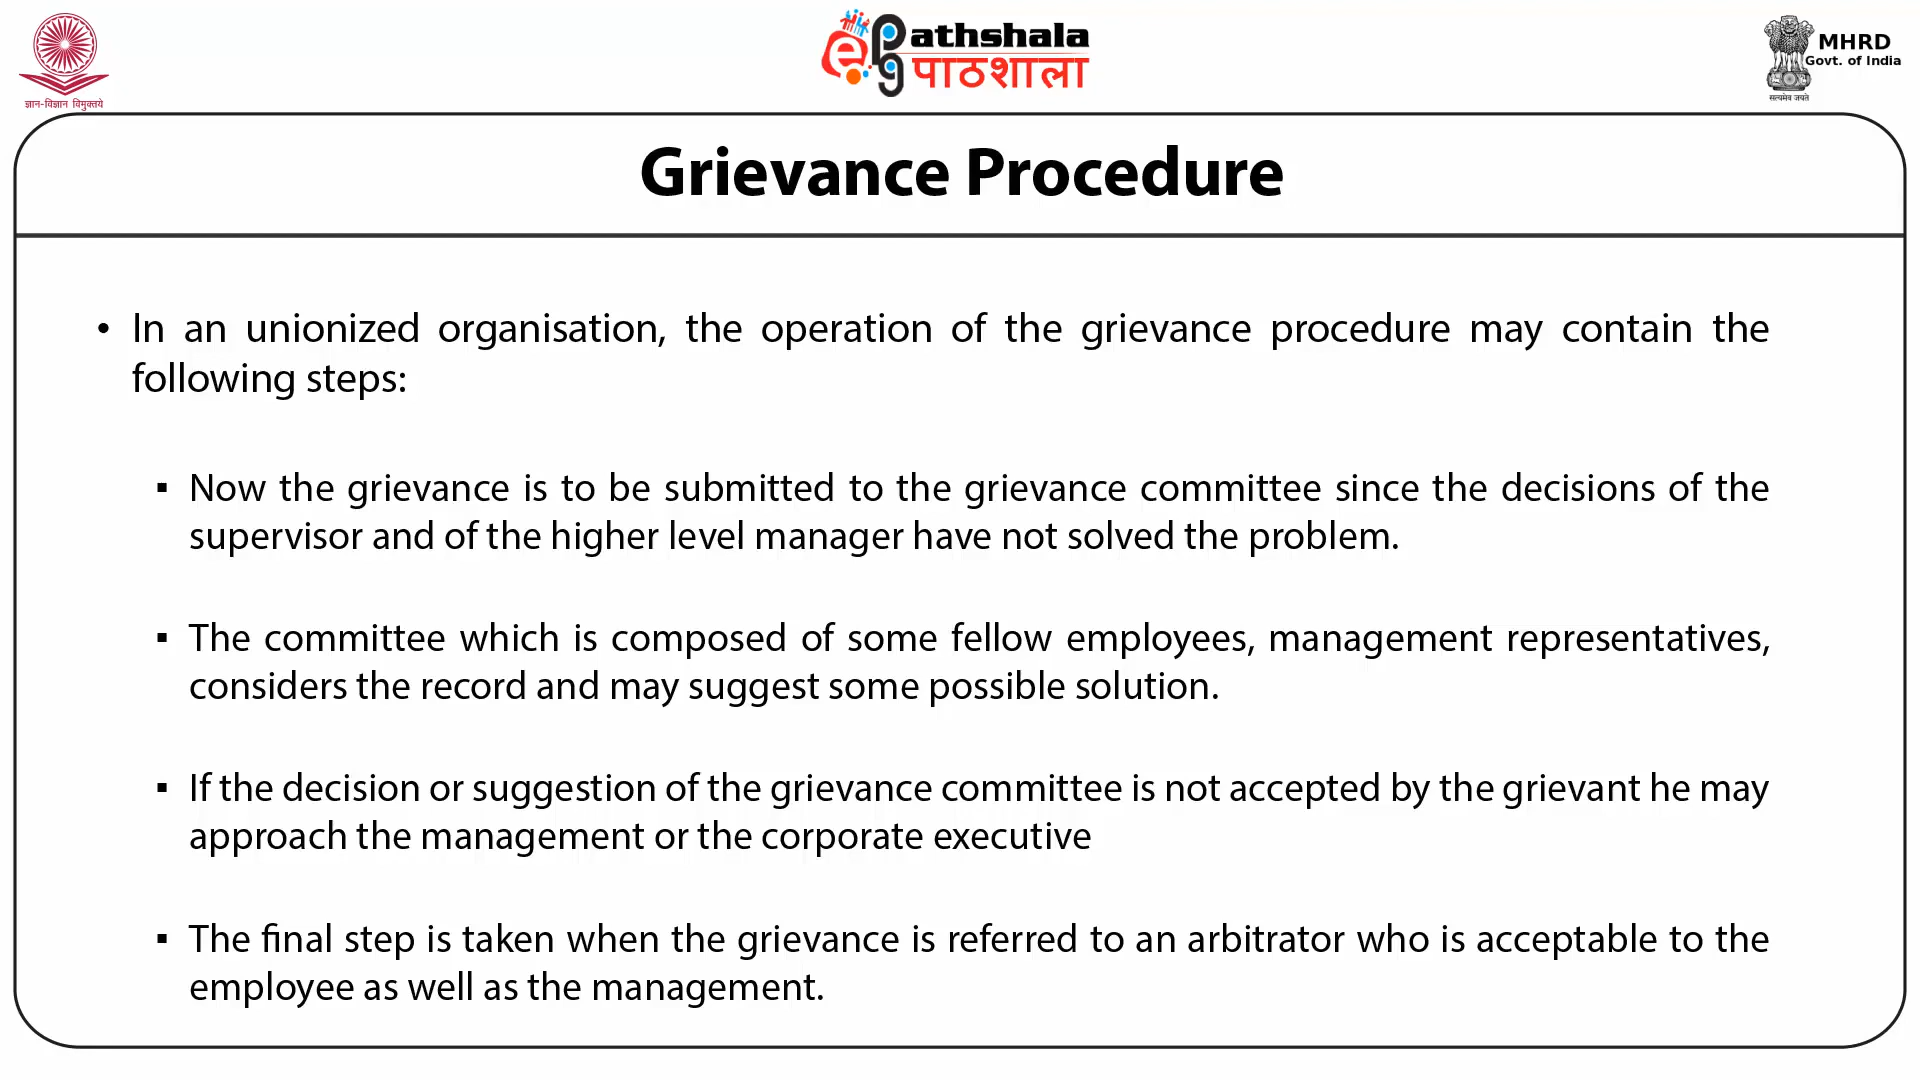 ज्ञान-विज्ञान विमुक्तये
ePg
athshala
पाठशाला
MHRD
Govt. of India
सत्यमेव जयते
Grievance Procedure
• In an unionized organisation, the operation of the grievance procedure may contain the
following steps:
▪ Now the grievance is to be submitted to the grievance committee since the decisions of the
supervisor and of the higher level manager have not solved the problem.
▪ The committee which is composed of some fellow employees, management representatives,
considers the record and may suggest some possible solution.
▪ If the decision or suggestion of the grievance committee is not accepted by the grievant he may
approach the management or the corporate executive
▪ The final step is taken when the grievance is referred to an arbitrator who is acceptable to the
employee as well as the management.